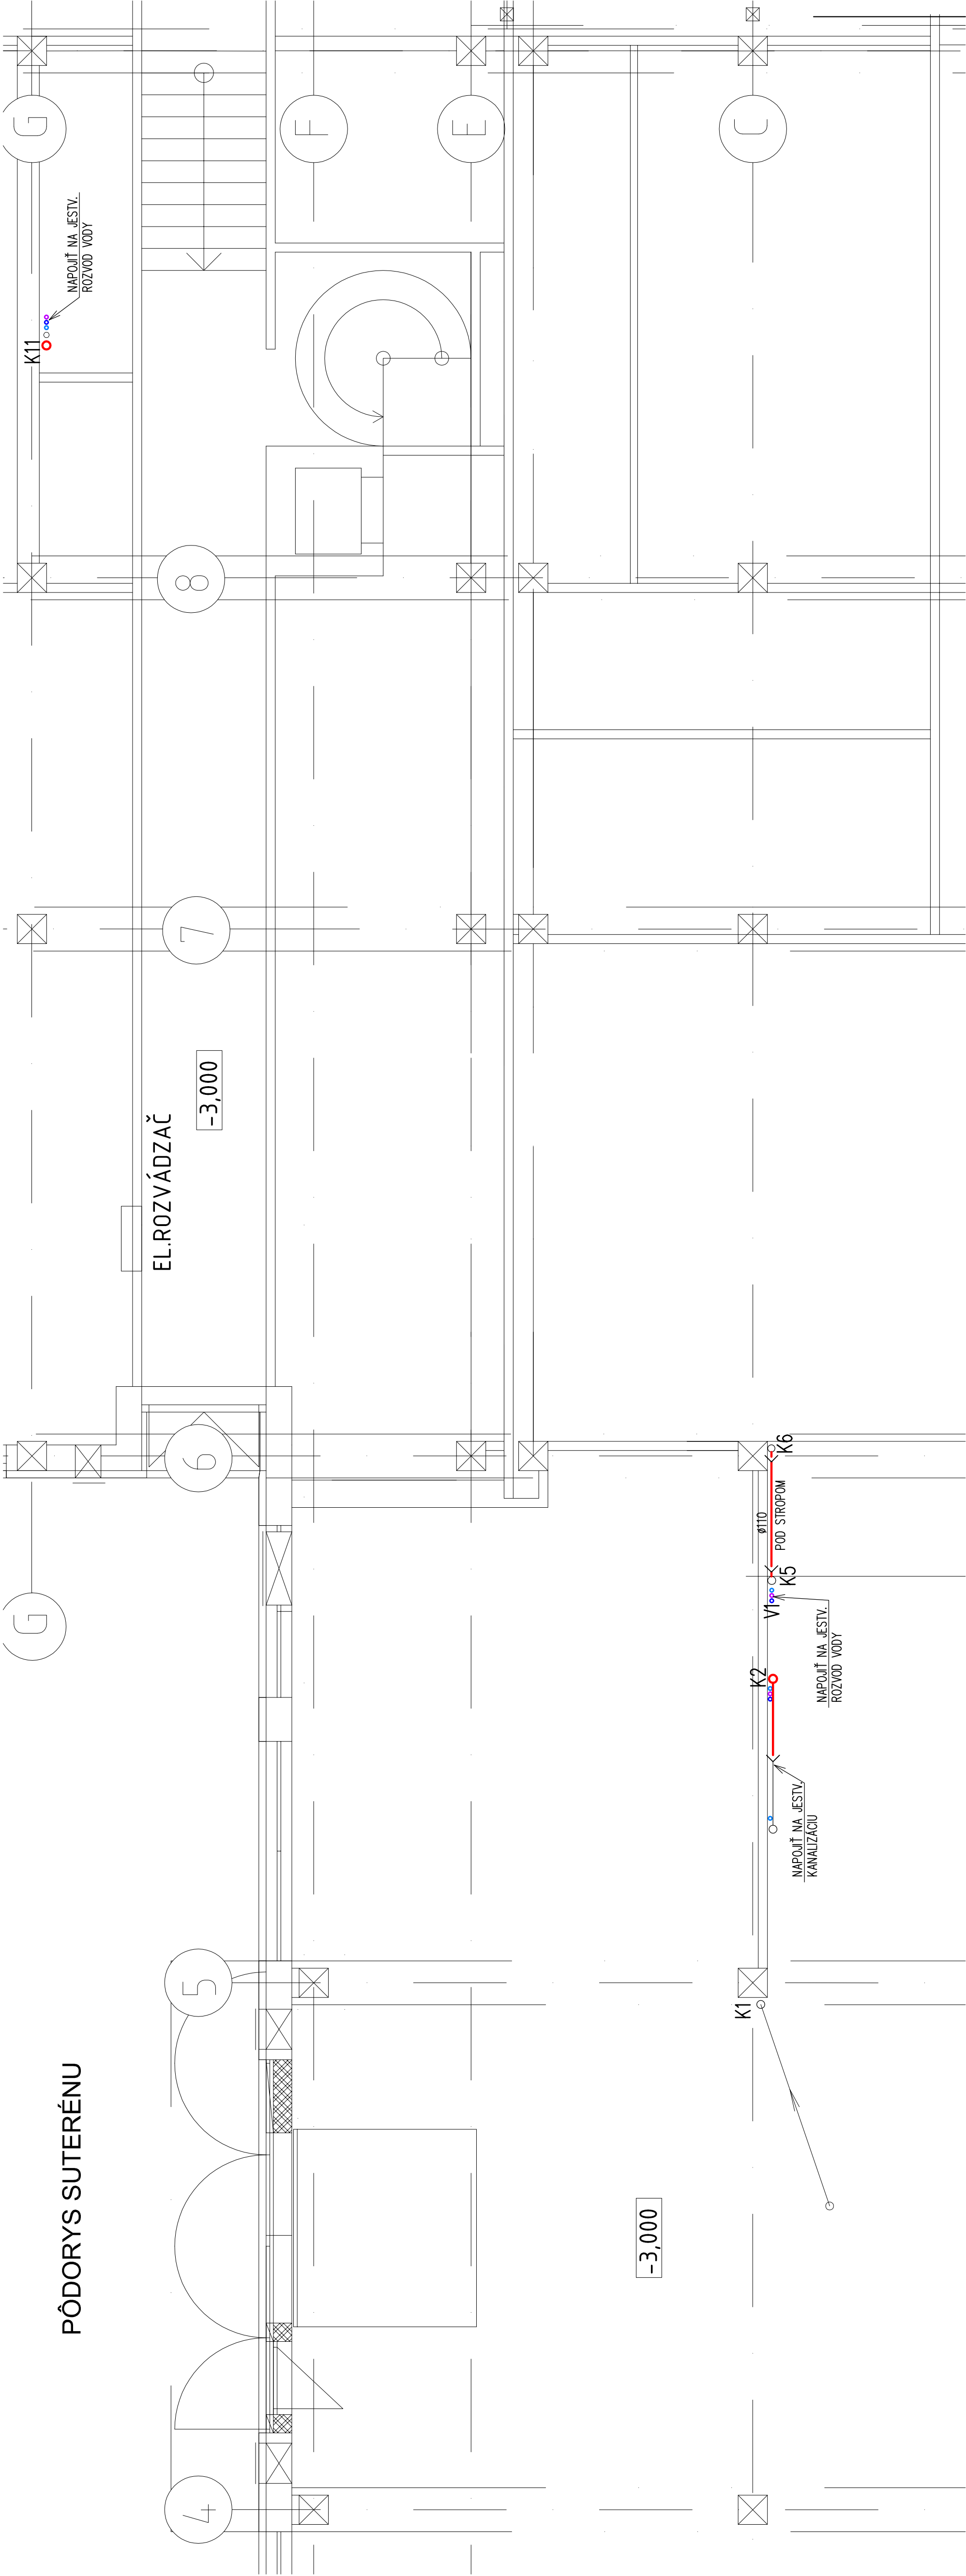 PÔDORYS SUTERÉNU
G
G
F
E
C
4
5
6
7
8
K11
NAPOJIŤ NA JESTV.
ROZVOD VODY
EL.ROZVÁDZAČ
-3,000
-3,000
K1
NAPOJIŤ NA JESTV.
KANALIZÁCIU
K2
V1
NAPOJIŤ NA JESTV.
ROZVOD VODY
K5
ø110
POD STROPOM
K6